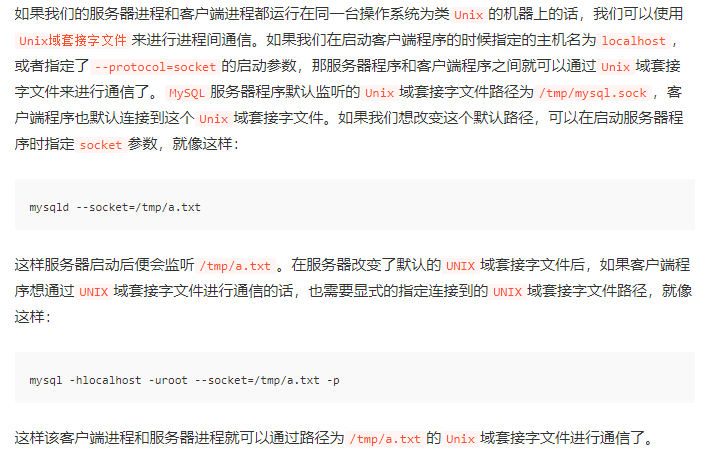 如果我们的服务器进程和客户端进程都运行在同一台操作系统为类 Unix 的机器上的话，我们可以使用
Unix域套接字文件 来进行进程间通信。如果我们在启动客户端程序的时候指定的主机名为 localhost ，
或者指定了 --protocol=socket 的启动参数，那服务器程序和客户端程序之间就可以通过 Unix 域套接
字文件来进行通信了。 MySQL 服务器程序默认监听的 Unix 域套接字文件路径为 /tmp/mysql.sock ，客
户端程序也默认连接到这个 Unix 域套接字文件。如果我们想改变这个默认路径，可以在启动服务器程
序时指定 socket 参数，就像这样：
mysqld --socket=/tmp/a.txt
这样服务器启动后便会监听 /tmp/a.txt 。在服务器改变了默认的 UNIX 域套接字文件后，如果客户端程
序想通过 UNIX 域套接字文件进行通信的话，也需要显式的指定连接到的 UNIX 域套接字文件路径，就像
这样：
mysql -hlocalhost -uroot --socket=/tmp/a.txt -p
这样该客户端进程和服务器进程就可以通过路径为 /tmp/a.txt 的 Unix 域套接字文件进行通信了。